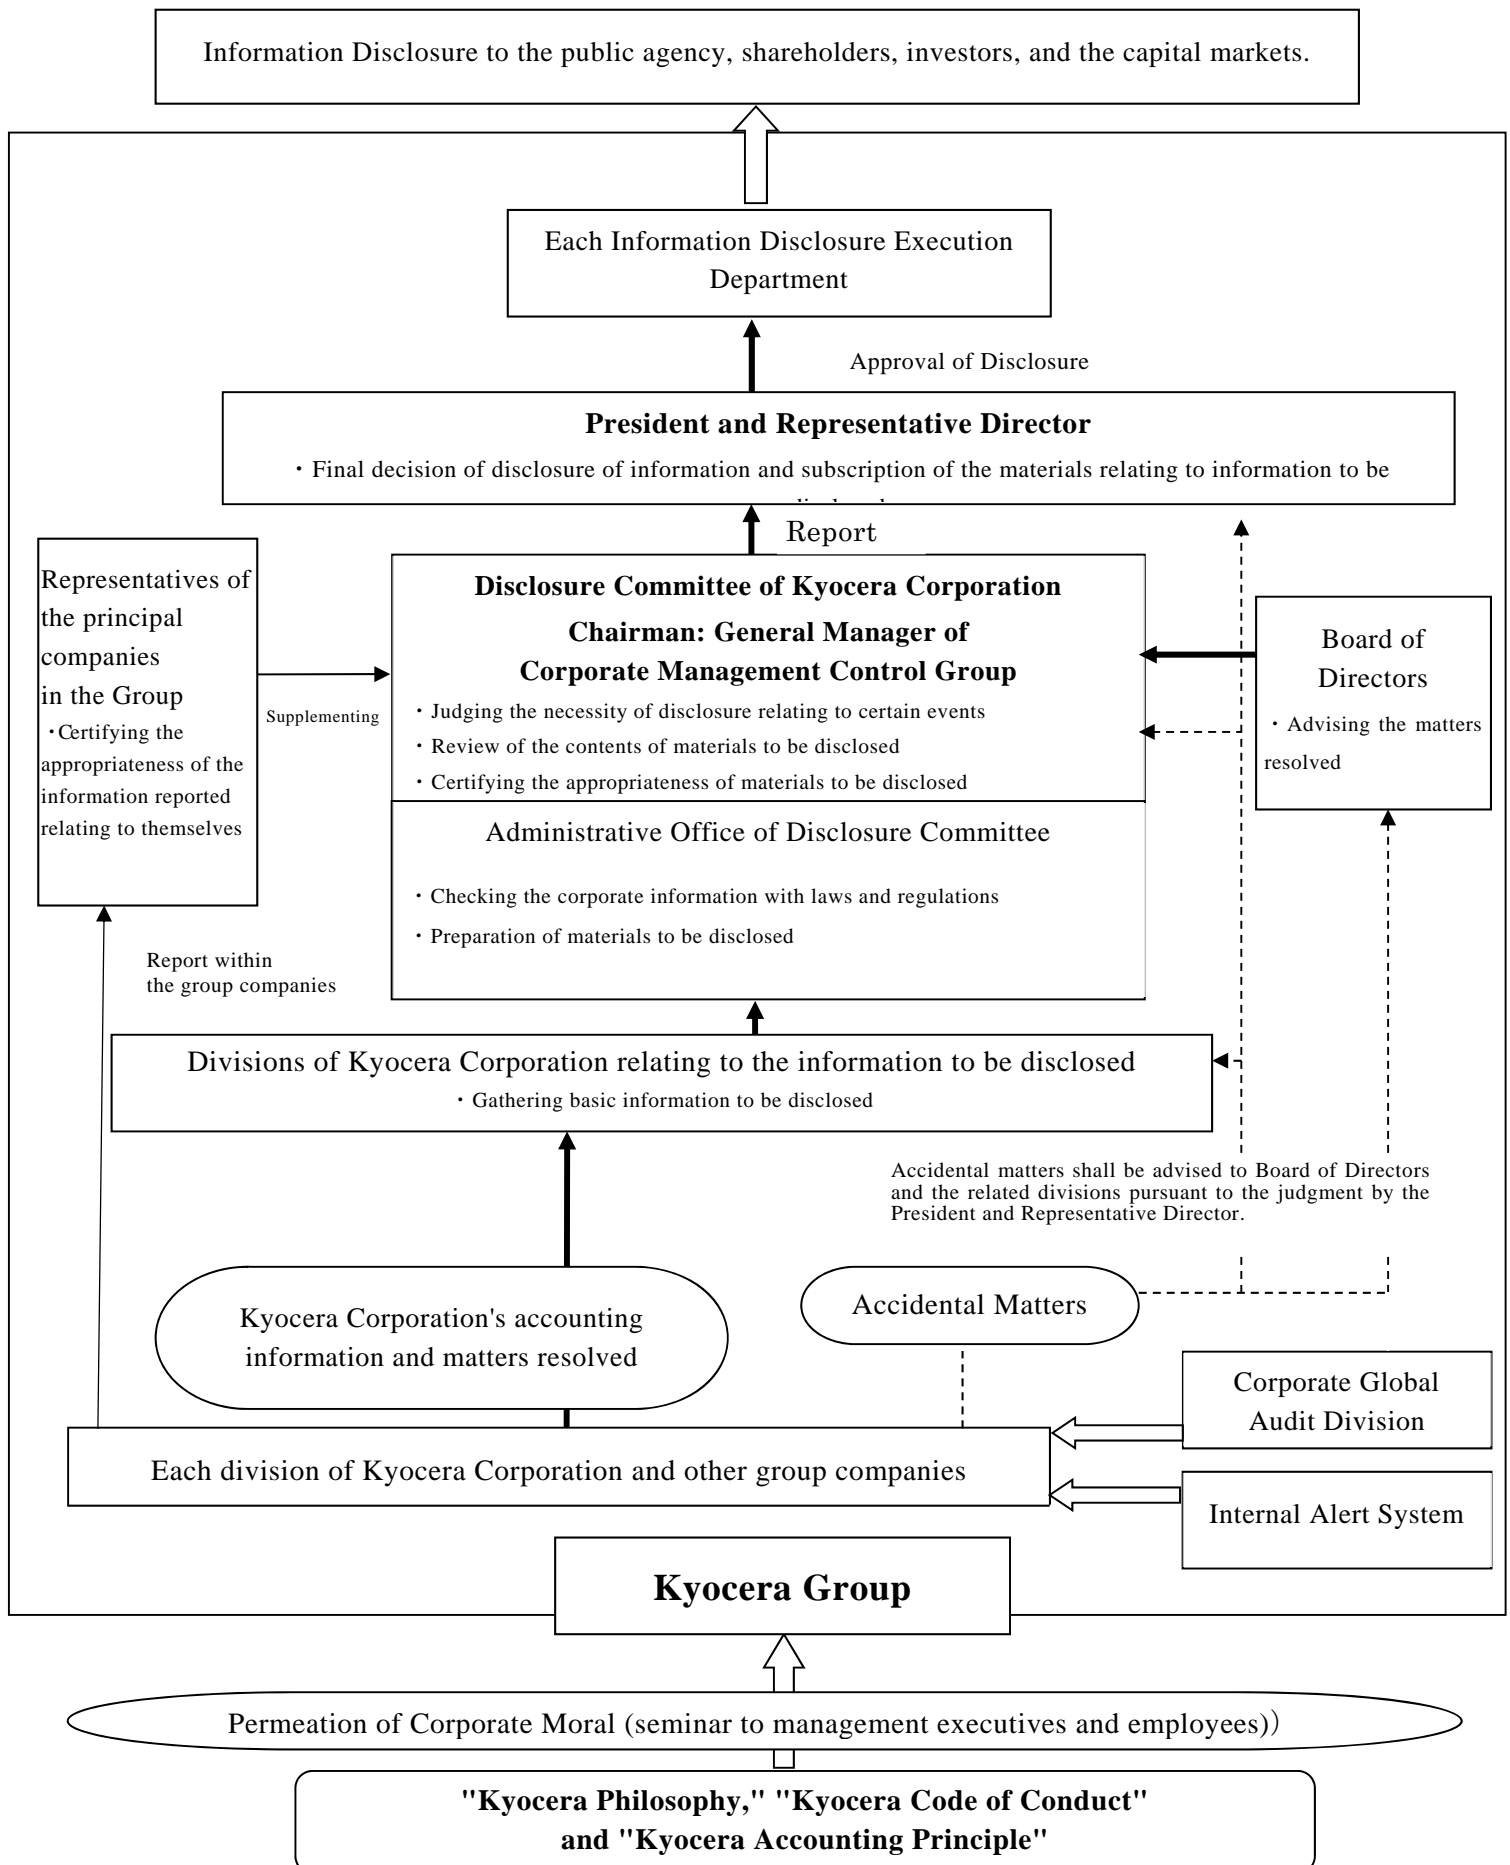 Information Disclosure to the public agency, shareholders, investors, and the capital markets.
Each Information Disclosure Execution
Department
Approval of Disclosure
President and Representative Director
・Final decision of disclosure of information and subscription of the materials relating to information to be
Report
Representatives of
the principal
companies
in the Group
・Certifying the
appropriateness of the
information reported
relating to themselves
Supplementing
Disclosure Committee of Kyocera Corporation
Chairman: General Manager of
Corporate Management Control Group
・Judging the necessity of disclosure relating to certain events
・Review of the contents of materials to be disclosed
・Certifying the appropriateness of materials to be disclosed
Board of
Directors
・Advising the matters
resolved
Administrative Office of Disclosure Committee
・Checking the corporate information with laws and regulations
・Preparation of materials to be disclosed
Report within
the group companies
Divisions of Kyocera Corporation relating to the information to be disclosed
・Gathering basic information to be disclosed
Accidental matters shall be advised to Board of Directors
and the related divisions pursuant to the judgment by the
President and Representative Director.
Kyocera Corporation's accounting
information and matters resolved
Accidental Matters
Corporate Global
Audit Division
Each division of Kyocera Corporation and other group companies
Internal Alert System
Kyocera Group
Permeation of Corporate Moral (seminar to management executives and employees)）
"Kyocera Philosophy," "Kyocera Code of Conduct"
and "Kyocera Accounting Principle"